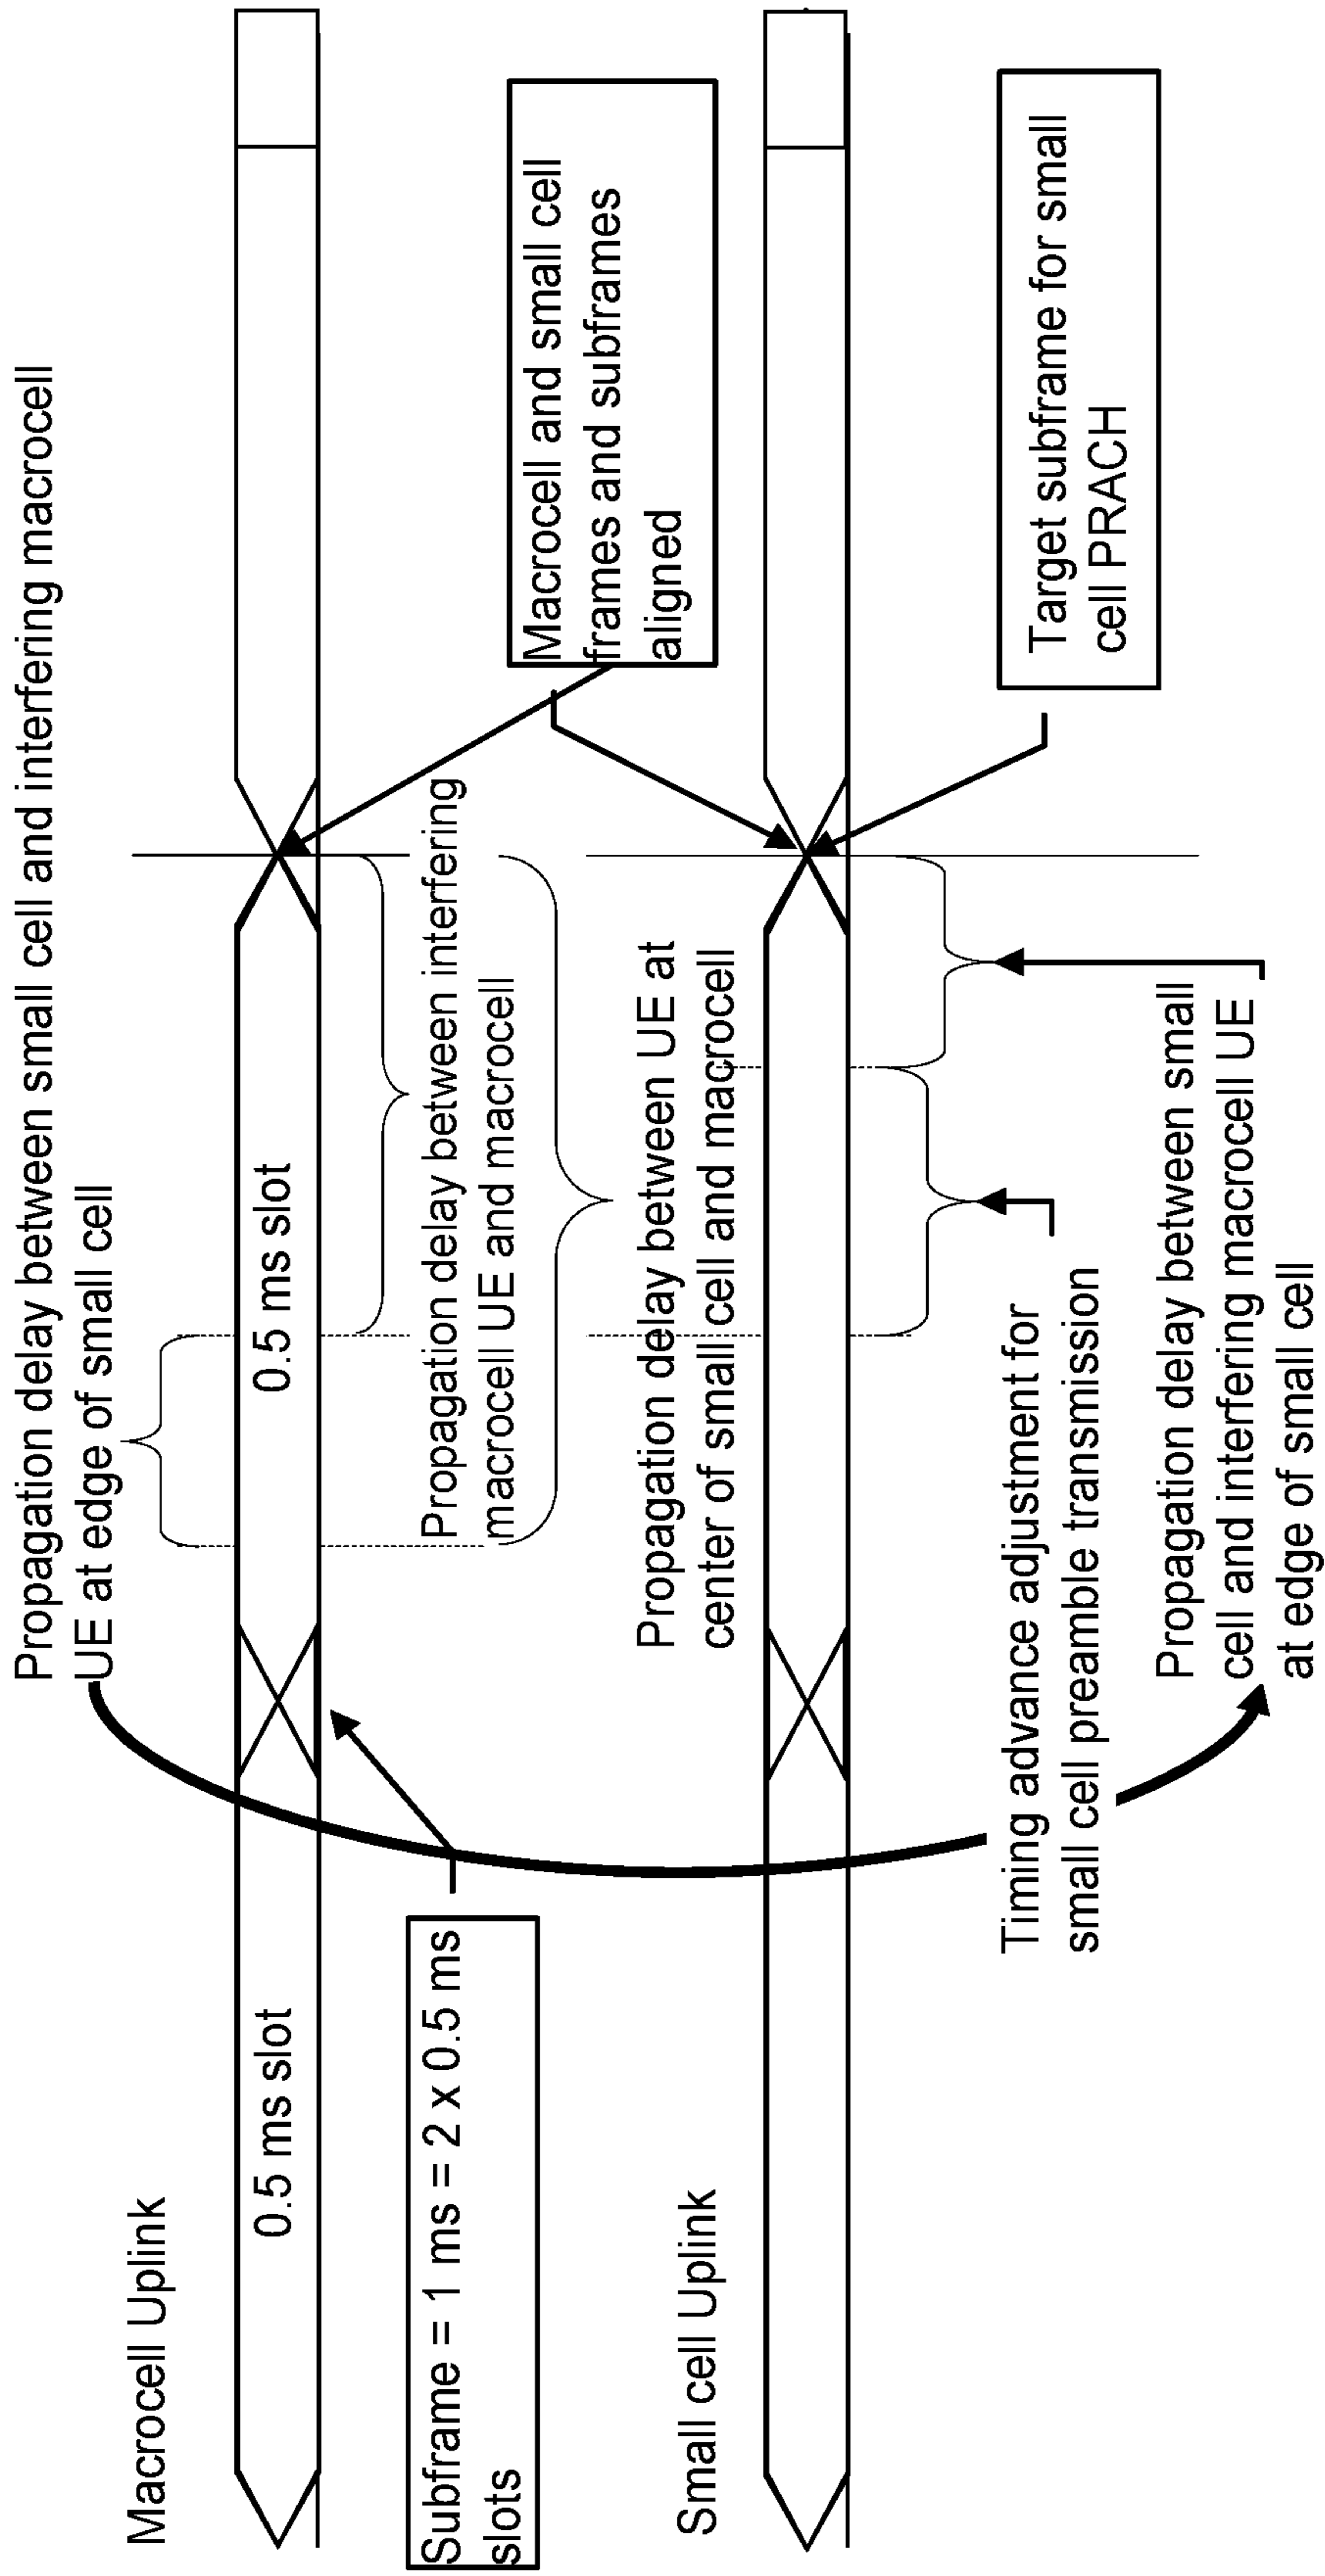 Propagation delay between small cell and interfering macrocell
UE at edge of small cell
Macrocell Uplink
0.5 ms slot
0.5 ms slot
Subframe = 1 ms = 2 x 0.5 ms
slots
Propagation delay between interfering
macrocell UE and macrocell
Macrocell and small cell
frames and subframes
aligned
Propagation delay between UE at
center of small cell and macrocell
Small cell Uplink
Timing advance adjustment for
small cell preamble transmission
Target subframe for small
cell PRACH
Propagation delay between small
cell and interfering macrocell UE
at edge of small cell